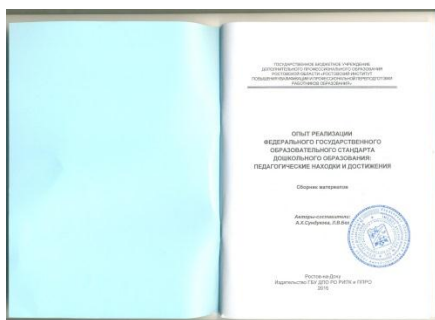 ГОСУДАРСТВЕННОЕ БЮДЖЕТНОЕ УЧРЕЖДЕНИЕ
ДОПОЛНИТЕЛЬНОГО ПРОФЕССИОНАЛЬНОГО ОБРАЗОВАНИЯ
РОСТОВСКОЙ ОБЛАСТИ «РОСТОВСКИЙ ИНСТИТУТ
ПОВЫШЕНИЯ КВАЛИФИКАЦИИ И ПРОФЕССИОНАЛЬНОЙ ПЕРЕПОДГОТОВКИ
РАБОТНИКОВ ОБРАЗОВАНИЯ»
ОПЫТ РЕАЛИЗАЦИИ
ФЕДЕРАЛЬНОГО ГОСУДАРСТВЕННОГО
ОБРАЗОВАТЕЛЬНОГО СТАНДАРТА
ДОШКОЛЬНОГО ОБРАЗОВАНИЯ:
ПЕДАГОГИЧЕСКИЕ НАХОДКИ И ДОСТИЖЕНИЯ
Сборник материалов
Авторы-составители:
А.К.Сундукова, Л.В.
Ростов-на-Дону
Издательство ГБУ ДПО РО РИПК и ППРО
2016